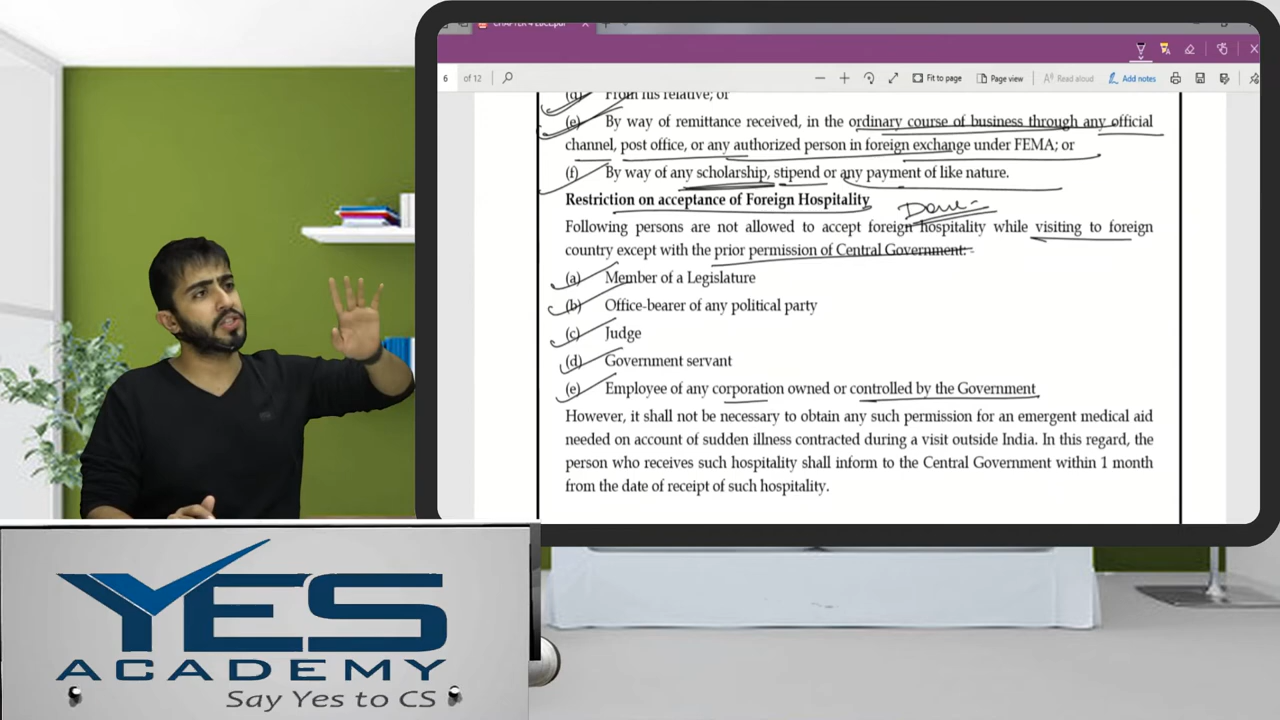 CHAPTER 4 EBCL.pdf
6 of 12
Fit to page
Page view
Read aloud
Add notes
(d) From his relative; or
(e) By way of remittance received, in the ordinary course of business through any official
channel, post office, or any authorized person in foreign exchange under FEMA; or
(f) By way of any scholarship, stipend or any payment of like nature.
Restriction on acceptance of Foreign Hospitality
Following persons are not allowed to accept foreign hospitality while visiting to foreign
country except with the prior permission of Central Government:
(a) Member of a Legislature
(b) Office-bearer of any political party
(c) Judge
(d) Government servant
(e) Employee of any corporation owned or controlled by the Government
However, it shall not be necessary to obtain any such permission for an emergent medical aid
needed on account of sudden illness contracted during a visit outside India. In this regard, the
person who receives such hospitality shall inform to the Central Government within 1 month
from the date of receipt of such hospitality.
YES
ACADEMY
Say Yes to CS